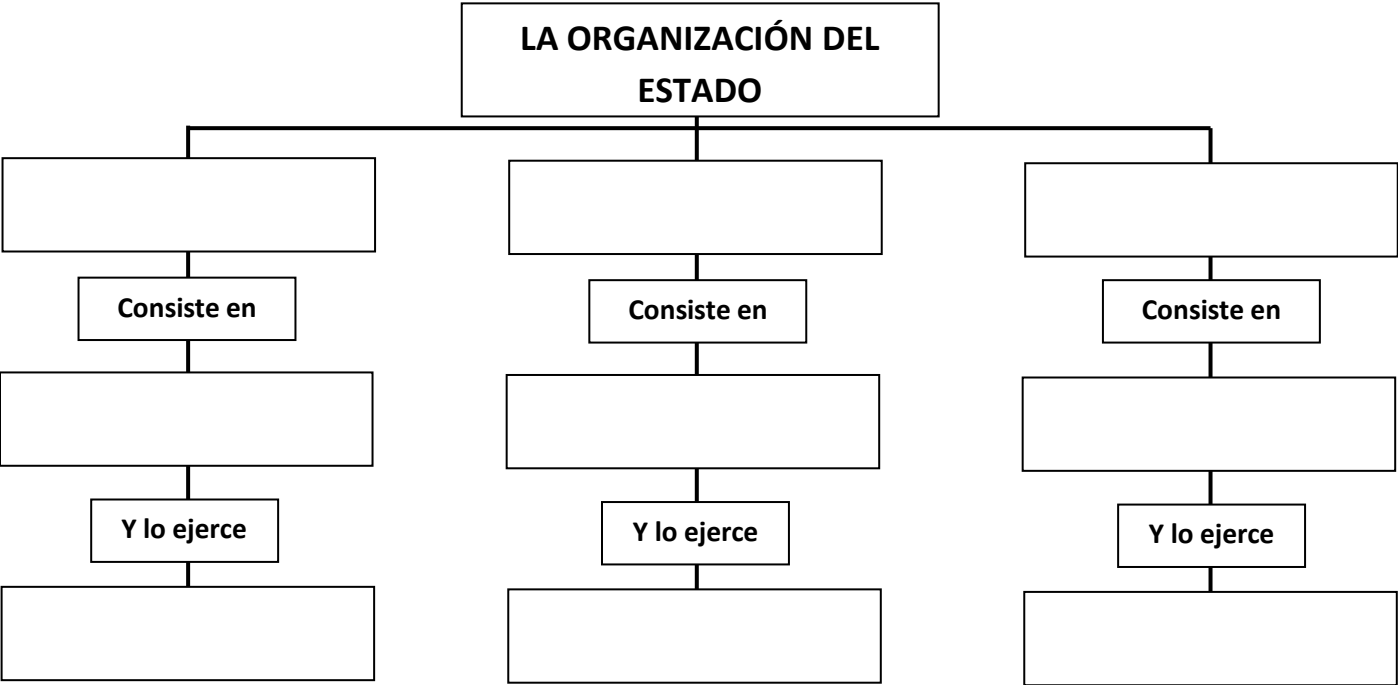 LA ORGANIZACIÓN DEL
ESTADO
Consiste en
Consiste en
Consiste en
Y lo ejerce
Y lo ejerce
Y lo ejerce